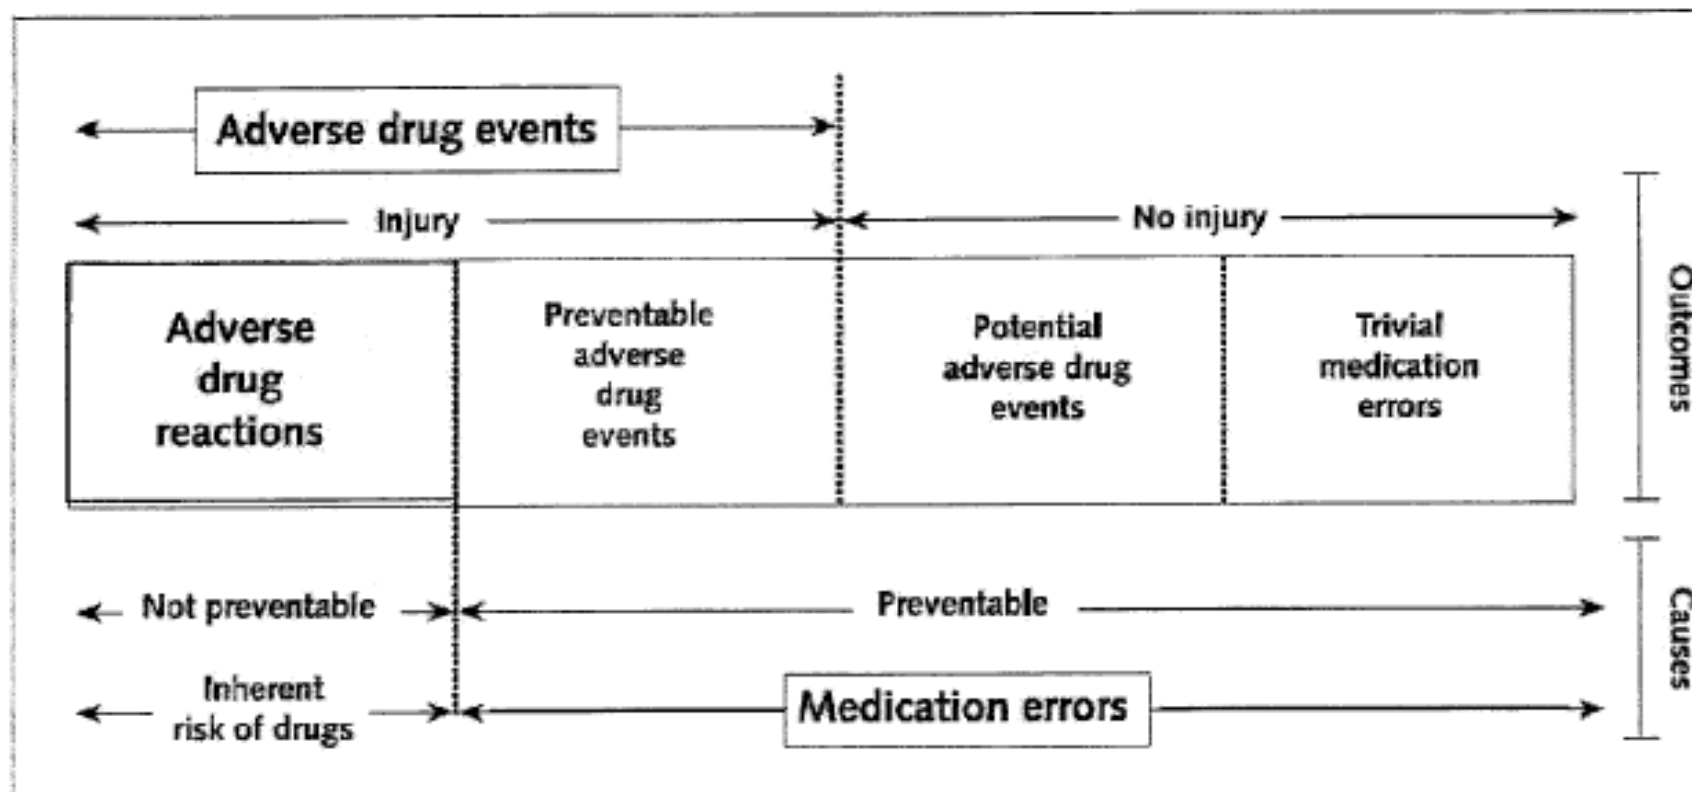 Adverse drug events
Injury
No injury
Adverse
drug
reactions
Preventable
adverse
drug
events
Potential
adverse drug
events
Trivial
medication
errors
Outcomes
Not preventable
Preventable
Causes
Inherent
risk of drugs
Medication errors